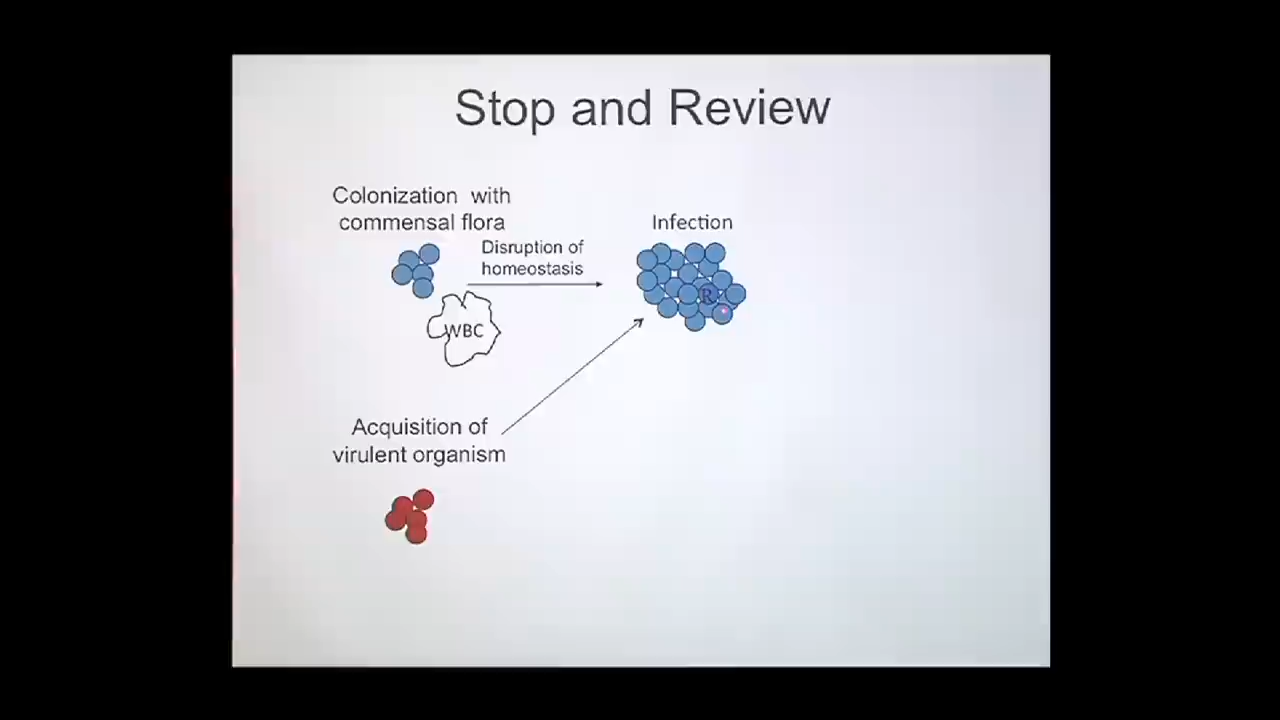 Stop and Review
Colonization with
commensal flora
Disruption of
homeostasis
Infection
R
WBC
Acquisition of
virulent organism